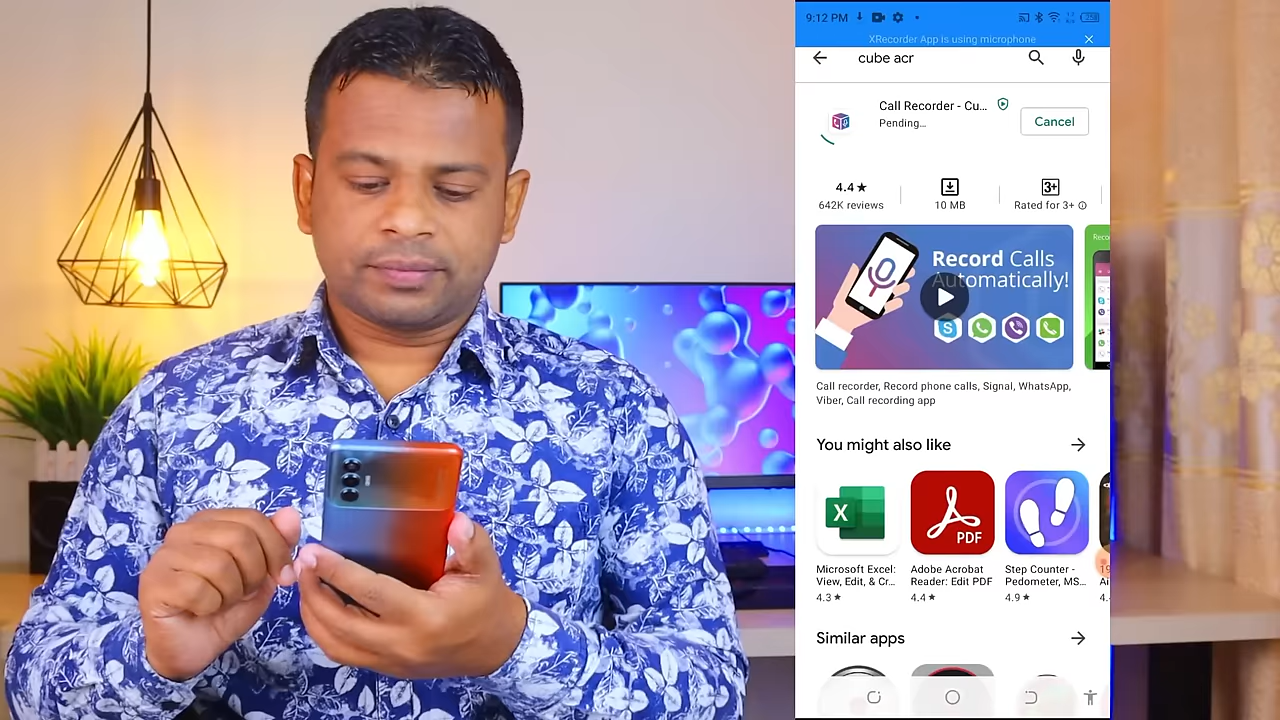 9:12 PM
XRecorder App is using microphone
cube acr
Call Recorder - Cu...
Pending...
Cancel
4.4★
642K reviews
10 MB
3+
Rated for 3+
Record Calls
Automatically!
Call recorder, Record phone calls, Signal, WhatsApp,
Viber, Call recording app
You might also like
PDF
Microsoft Excel:
View, Edit, & Cr...
4.3★
Adobe Acrobat
Reader: Edit PDF
4.4★
Step Counter -
Pedometer, MS...
4.9★
Similar apps